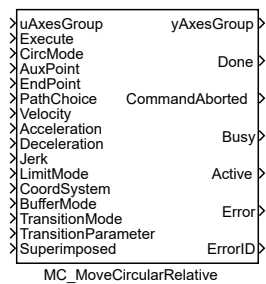 uAxesGroup
Execute
CircMode
AuxPoint
EndPoint
PathChoice
Velocity
Acceleration
Deceleration
Jerk
LimitMode
CoordSystem
BufferMode
TransitionMode
TransitionParameter
Superimposed
yAxesGroup
Done
CommandAborted
Busy
Active
Error
ErrorID
MC_MoveCircularRelative